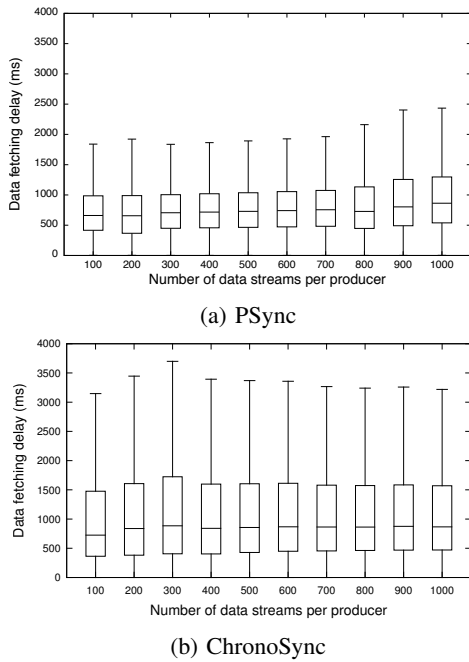 4000
3500
3000
2500
2000
1500
1000
500
0
Data fetching delay (ms)
100 200 300 400 500 600 700 800 900 1000
Number of data streams per producer
(a) PSync
4000
3500
3000
2500
2000
1500
1000
500
0
Data fetching delay (ms)
100 200 300 400 500 600 700 800 900 1000
Number of data streams per producer
(b) ChronoSync